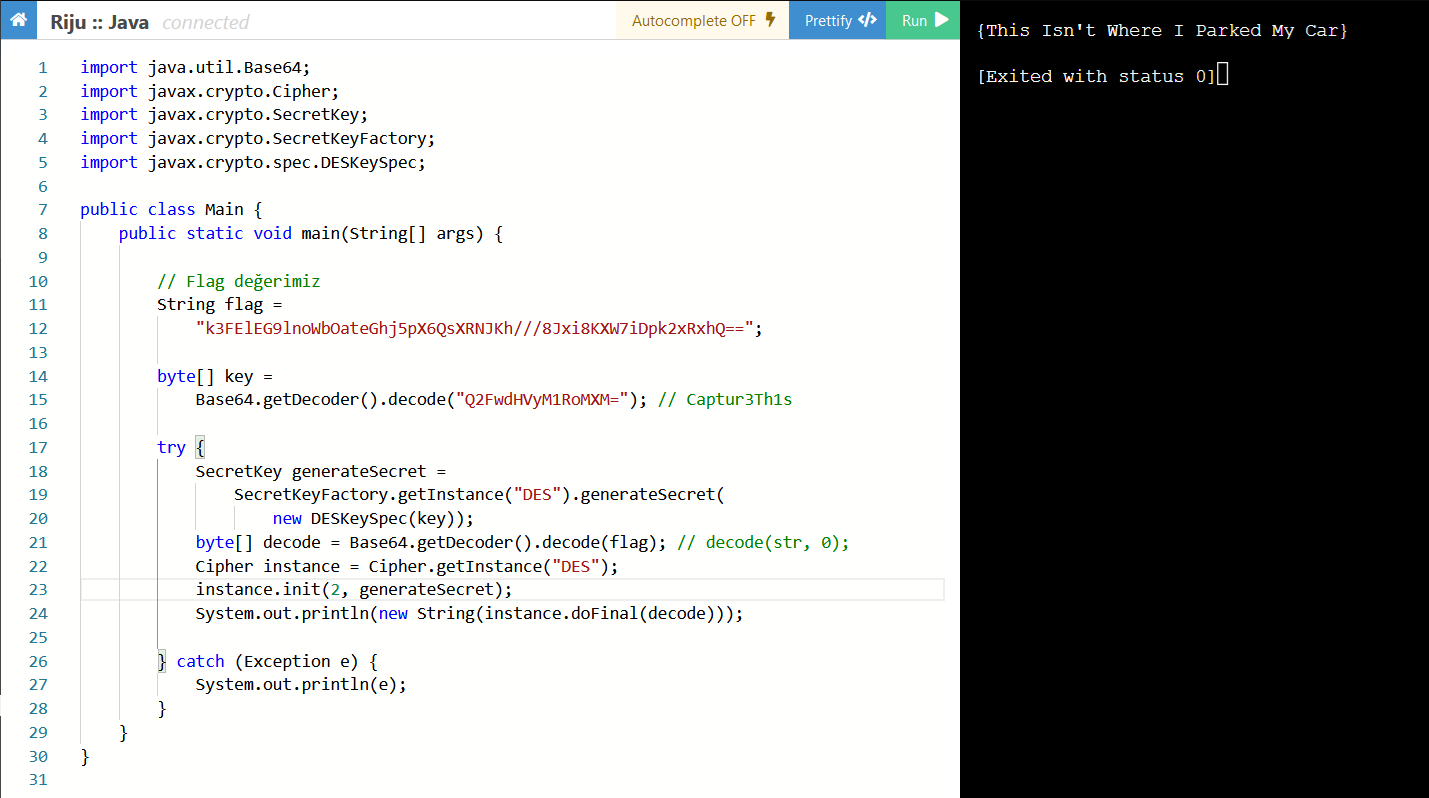 Riju :: Java connected
Autocomplete OFF Prettify </> Run
1 import java.util.Base64;
2 import javax.crypto.Cipher;
3 import javax.crypto.SecretKey;
4 import javax.crypto.SecretKeyFactory;
5 import javax.crypto.spec.DESKeySpec;
6
7 public class Main {
8 public static void main(String[] args) {
9
10 // Flag değerimiz
11 String flag =
12 "k3FElEG9lnoWbOateGhj5pX6QsXRNJKh///8Jxi8KXW7iDpk2xRxhQ==";
13
14 byte[] key =
15 Base64.getDecoder().decode("Q2FwdHVyM1RoMXM="); // Captur3Th1s
16
17 try {
18 SecretKey generateSecret =
19 SecretKeyFactory.getInstance("DES").generateSecret(
20 new DESKeySpec(key));
21 byte[] decode = Base64.getDecoder().decode(flag); // decode(str, 0);
22 Cipher instance = Cipher.getInstance("DES");
23 instance.init(2, generateSecret);
24 System.out.println(new String(instance.doFinal(decode)));
25
26 } catch (Exception e) {
27 System.out.println(e);
28 }
29 }
30 }
31
{This Isn't Where I Parked My Car}
[Exited with status 0]